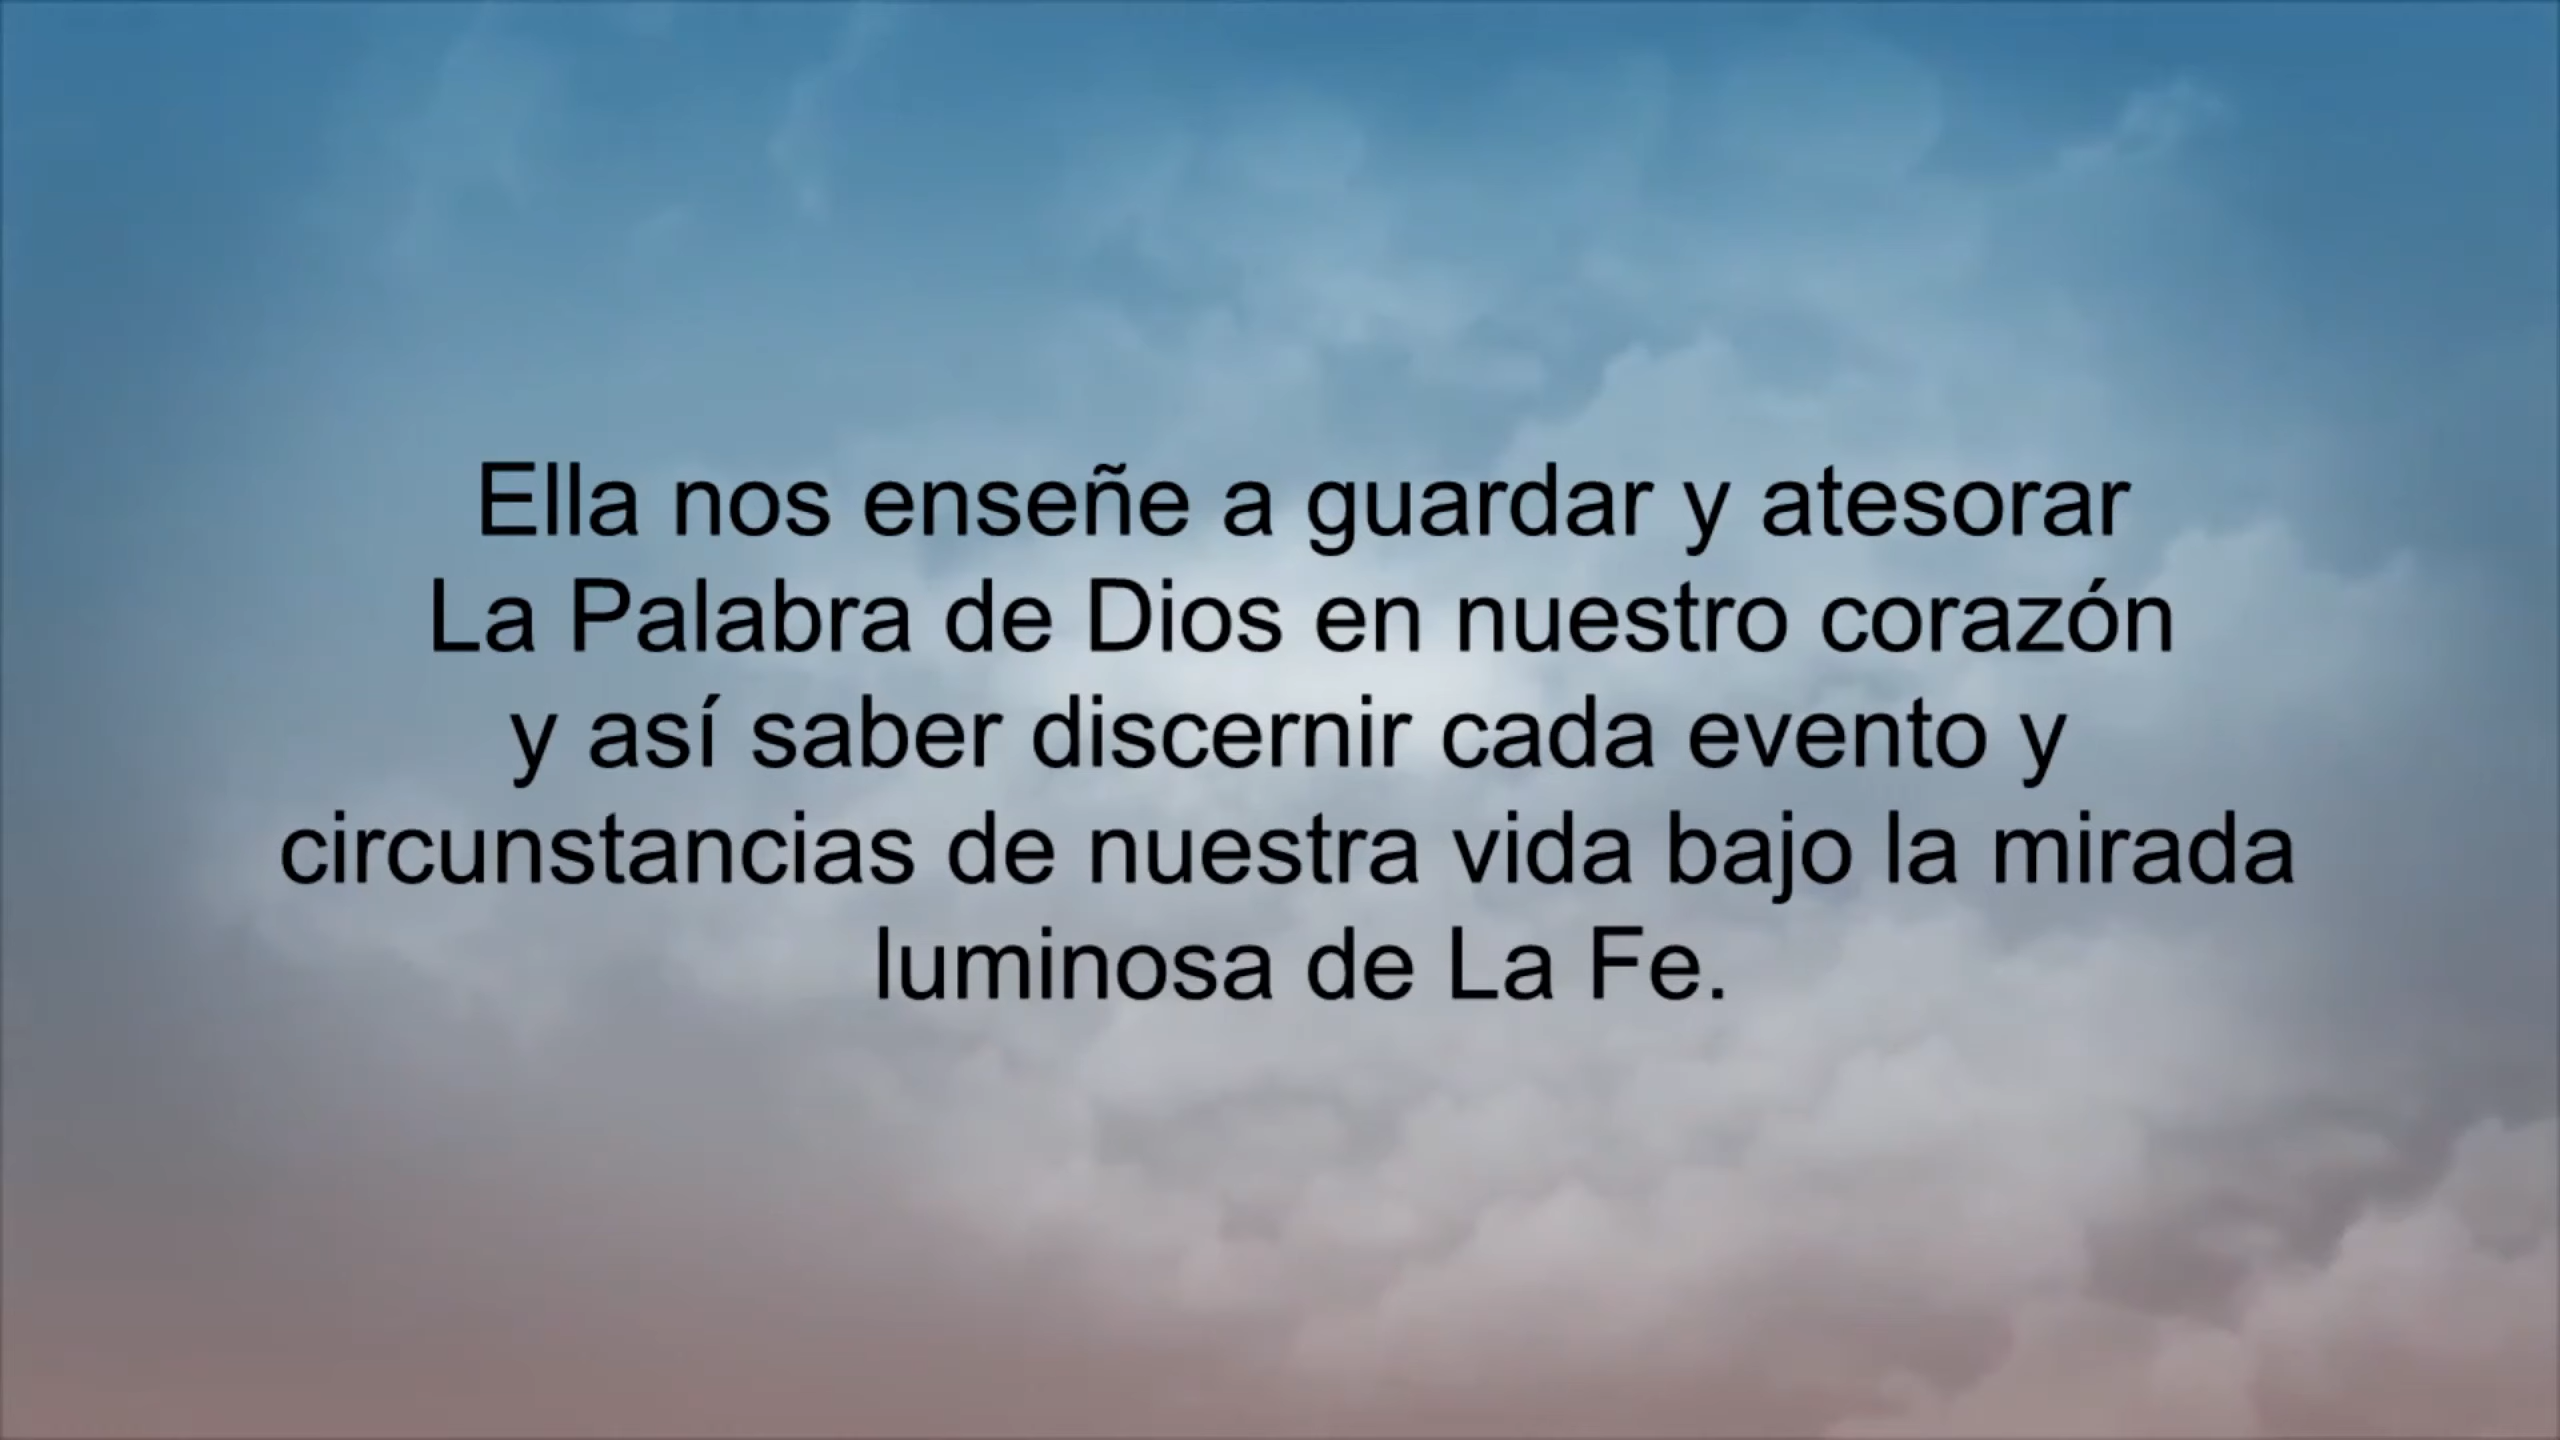 Ella nos enseñe a guardar y atesorar
La Palabra de Dios en nuestro corazón
y así saber discernir cada evento y
circunstancias de nuestra vida bajo la mirada
luminosa de La Fe.